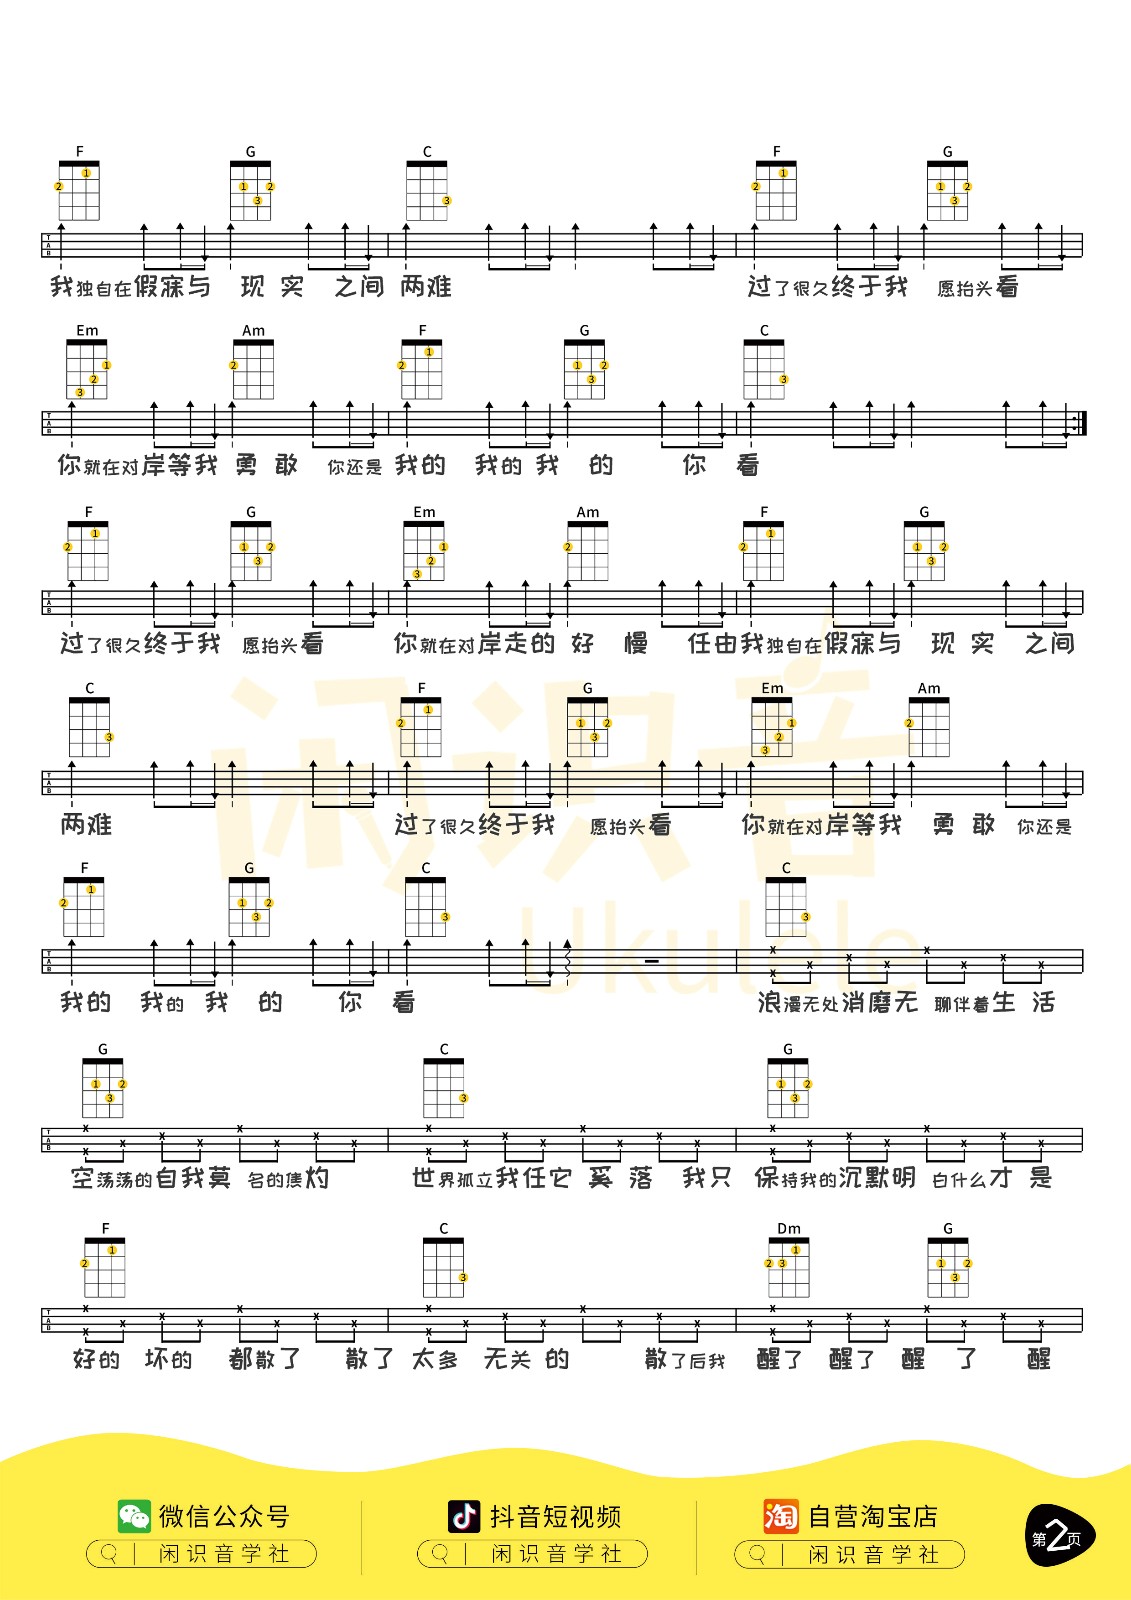 F G C F G
我独自在假寐与 现 实 之间 两难 过了很久终于我 愿抬头看
Em Am F G C
你就在对岸等我 勇 敢 你还是 我的 我的 我 的 你 看
F G Em Am F G
过了很久终于我 愿抬头看 你就在对岸走的 好 慢 任由我独自在假寐与 现 实 之间
C F G Em Am
两难 过了很久终于我 愿抬头看 你就在对岸等我 勇 敢 你还是
F G C C
我的 我的 我 的 你 看 浪漫无处消磨无 聊伴着生 活
G C G
空荡荡的自我莫 名的焦灼 世界孤立我任它 奚 落 我只 保持我的沉默明 白什么才 是
F C Dm G
好的 坏的 都散了 散了 太多 无关 的 散了后我 醒了 醒了 醒 了 醒
闲识音
Ukulele
微信公众号 抖音短视频 自营淘宝店
闲识音学社 闲识音学社 闲识音学社
第2页